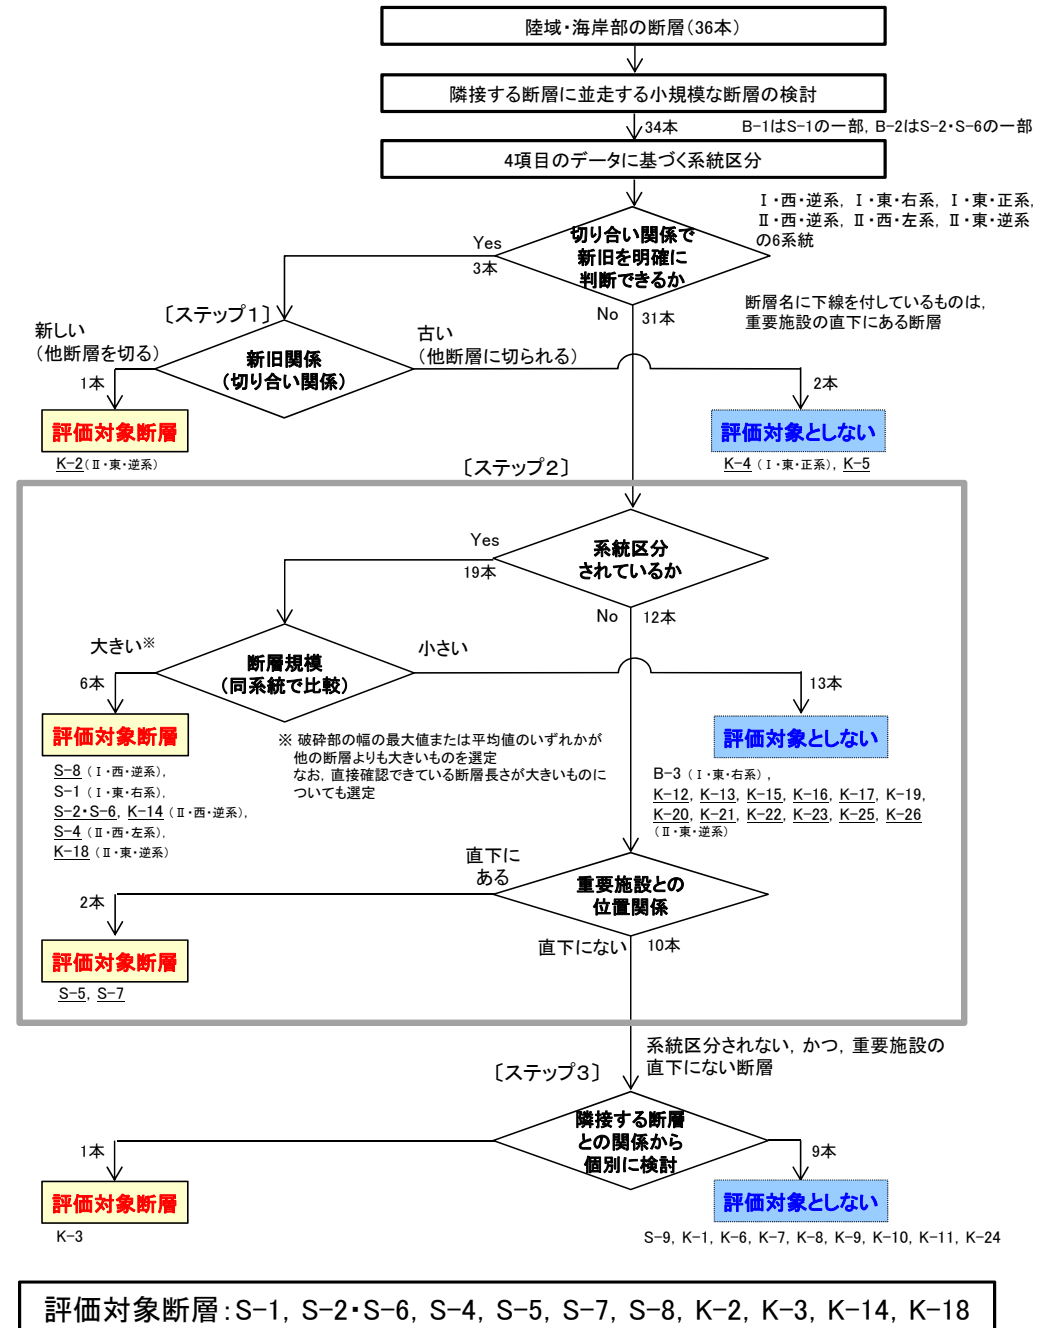 陸域・海岸部の断層(36本)
隣接する断層に並走する小規模な断層の検討
34本
B-1はS-1の一部, B-2はS-2・S-6の一部
4項目のデータに基づく系統区分
Ⅰ・西・逆系, Ⅰ・東・右系, Ⅰ・東・正系,
Ⅱ・西・逆系, Ⅱ・西・左系, Ⅱ・東・逆系
の6系統
切り合い関係で
新旧を明確に
判断できるか
Yes
3本
No
31本
断層名に下線を付しているものは,
重要施設の直下にある断層
〔ステップ1〕
新しい
(他断層を切る)
新旧関係
(切り合い関係)
古い
(他断層に切られる)
1本
2本
評価対象断層
K-2(Ⅱ・東・逆系)
評価対象としない
K-4 (Ⅰ・東・正系), K-5
〔ステップ2〕
系統区分
されているか
Yes
19本
No
12本
大きい※
断層規模
(同系統で比較)
小さい
6本
13本
評価対象断層
S-8 (Ⅰ・西・逆系),
S-1 (Ⅰ・東・右系),
S-2・S-6, K-14 (Ⅱ・西・逆系),
S-4 (Ⅱ・西・左系),
K-18 (Ⅱ・東・逆系)
※ 破砕部の幅の最大値または平均値のいずれかが
他の断層よりも大きいものを選定
なお, 直接確認できている断層長さが大きいものに
ついても選定
評価対象としない
B-3 (Ⅰ・東・右系) ,
K-12, K-13, K-15, K-16, K-17, K-19,
K-20, K-21, K-22, K-23, K-25, K-26
(Ⅱ・東・逆系)
直下に
ある
重要施設との
位置関係
2本
直下にない
10本
評価対象断層
S-5, S-7
系統区分されない, かつ, 重要施設の
直下にない断層
〔ステップ3〕
隣接する断層
との関係から
個別に検討
1本
9本
評価対象断層
K-3
評価対象としない
S-9, K-1, K-6, K-7, K-8, K-9, K-10, K-11, K-24
評価対象断層:S-1, S-2・S-6, S-4, S-5, S-7, S-8, K-2, K-3, K-14, K-18